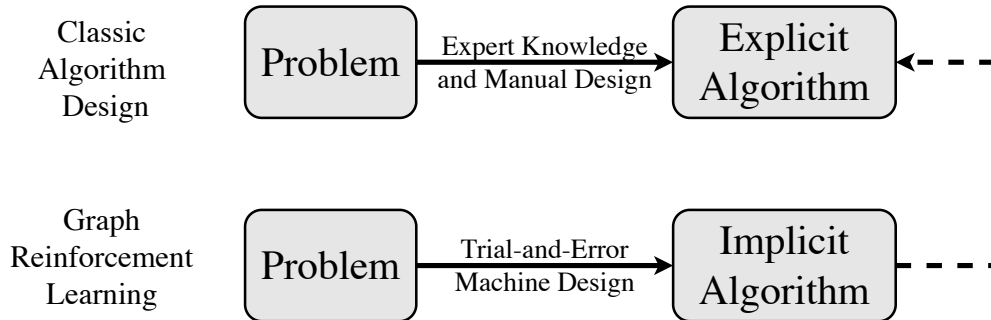 Classic
Algorithm
Design
Problem
Expert Knowledge
and Manual Design
Explicit
Algorithm
Graph
Reinforcement
Learning
Problem
Trial-and-Error
Machine Design
Implicit
Algorithm